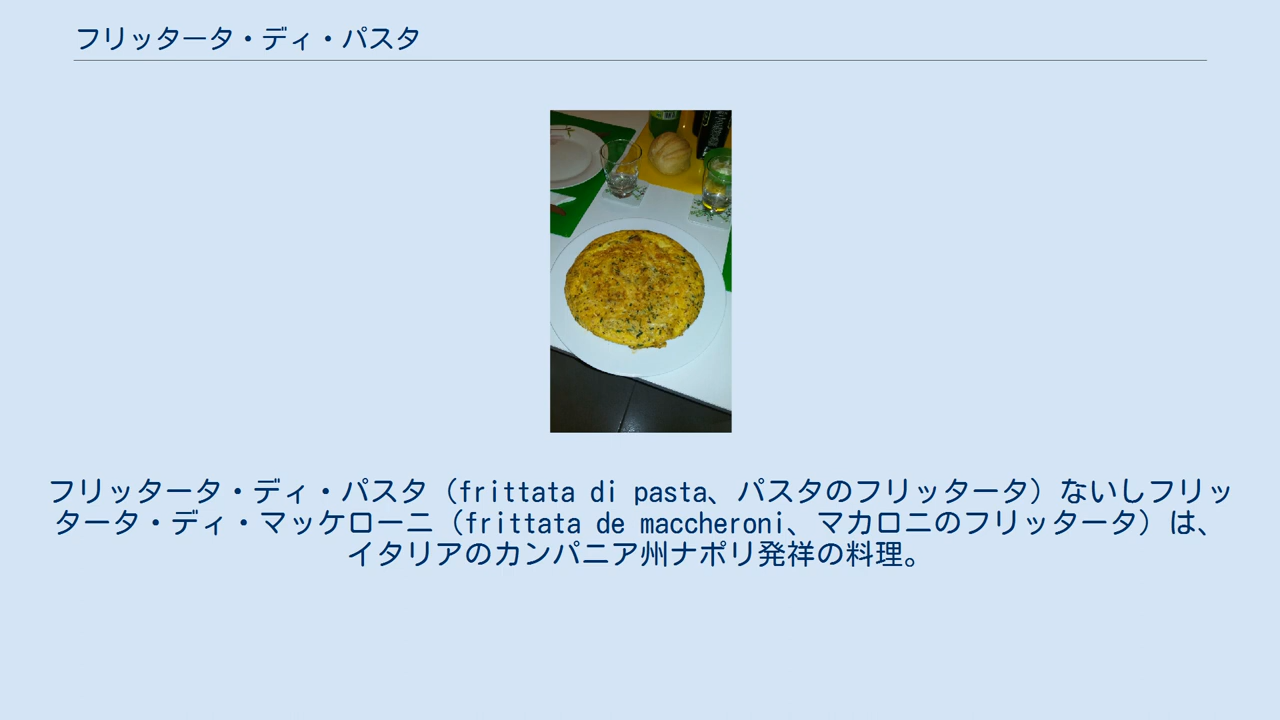 フリッタータ・ディ・パスタ
フリッタータ・ディ・パスタ（frittata di pasta、パスタのフリッタータ）ないしフリッ
タータ・ディ・マッケローニ（frittata de maccheroni、マカロニのフリッタータ）は、
イタリアのカンパニア州ナポリ発祥の料理。